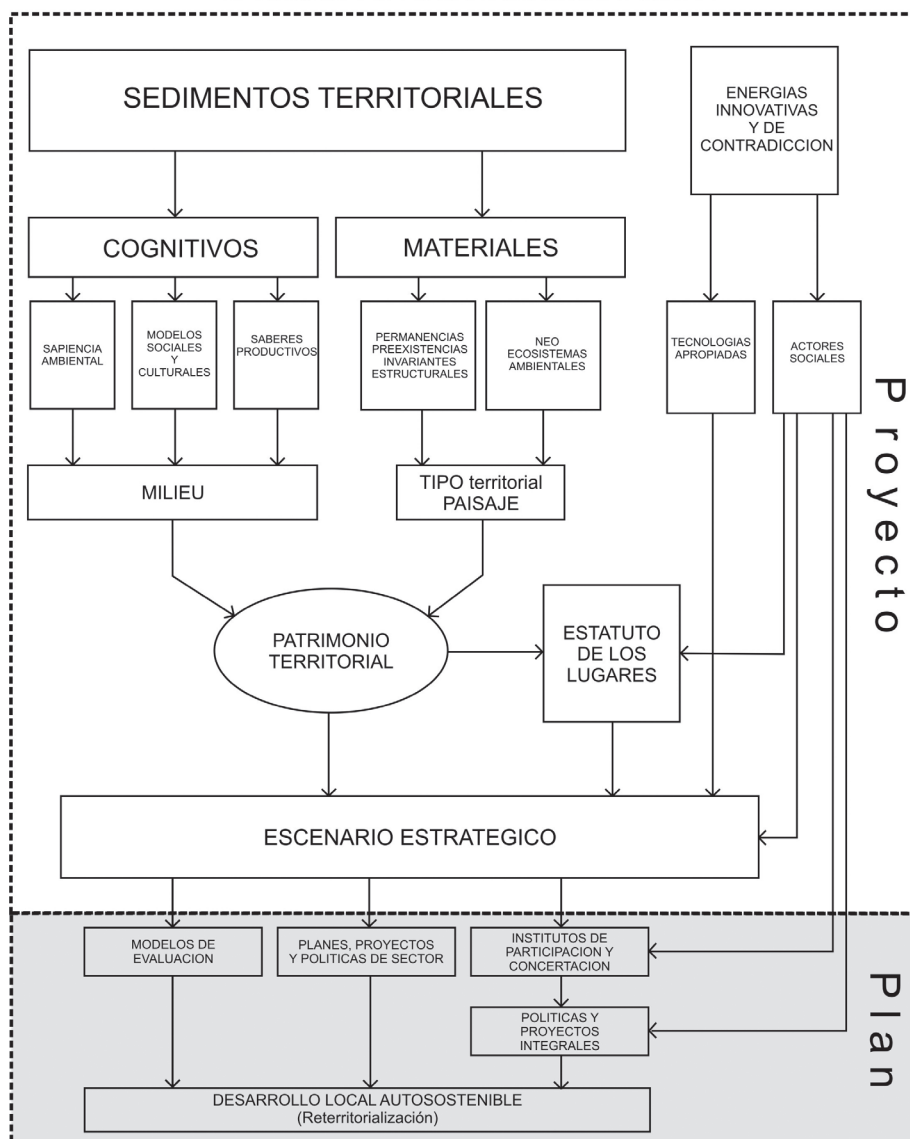 SEDIMENTOS TERRITORIALES
ENERGIAS
INNOVATIVAS
Y DE
CONTRADICCION
COGNITIVOS
MATERIALES
SAPIENCIA
AMBIENTAL
MODELOS
SOCIALES
Y
CULTURALES
SABERES
PRODUCTIVOS
PERMANENCIAS
PREEXISTENCIAS
INVARIANTES
ESTRUCTURALES
NEO
ECOSISTEMAS
AMBIENTALES
TECNOLOGIAS
APROPIADAS
ACTORES
SOCIALES
MILIEU
TIPO territorial
PAISAJE
PATRIMONIO
TERRITORIAL
ESTATUTO
DE LOS
LUGARES
ESCENARIO ESTRATEGICO
Proyecto
MODELOS DE
EVALUACION
PLANES, PROYECTOS
Y POLITICAS DE SECTOR
INSTITUTOS DE
PARTICIPACION Y
CONCERTACION
POLITICAS Y
PROYECTOS
INTEGRALES
DESARROLLO LOCAL AUTOSOSTENIBLE
(Reterritorialización)
Plan